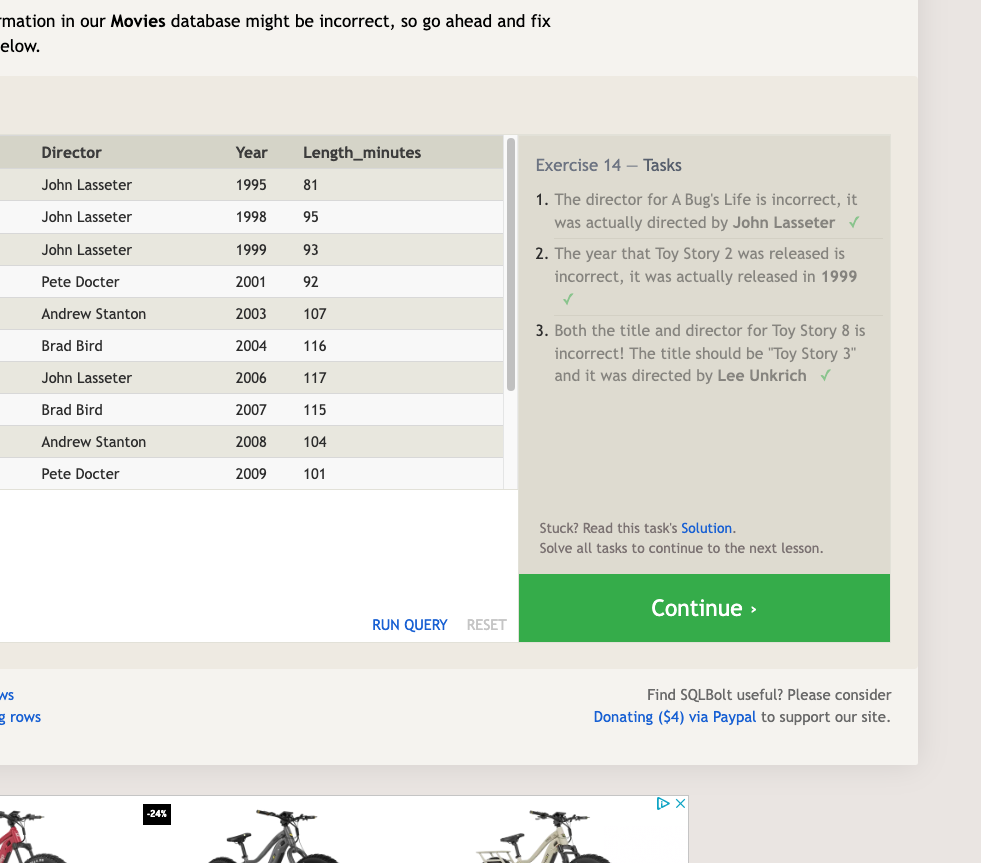 rmation in our Movies database might be incorrect, so go ahead and fix
elow.
Director Year Length_minutes
John Lasseter 1995 81
John Lasseter 1998 95
John Lasseter 1999 93
Pete Docter 2001 92
Andrew Stanton 2003 107
Brad Bird 2004 116
John Lasseter 2006 117
Brad Bird 2007 115
Andrew Stanton 2008 104
Pete Docter 2009 101
RUN QUERY RESET
Exercise 14 — Tasks
1. The director for A Bug's Life is incorrect, it
was actually directed by John Lasseter ✓
2. The year that Toy Story 2 was released is
incorrect, it was actually released in 1999
✓
3. Both the title and director for Toy Story 8 is
incorrect! The title should be "Toy Story 3"
and it was directed by Lee Unkrich ✓
Stuck? Read this task's Solution.
Solve all tasks to continue to the next lesson.
Continue ›
ws
g rows
Find SQLBolt useful? Please consider
Donating ($4) via Paypal to support our site.
-24%